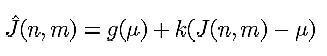 Ĵ(n, m) = g(μ) + k(J(n, m) − μ)